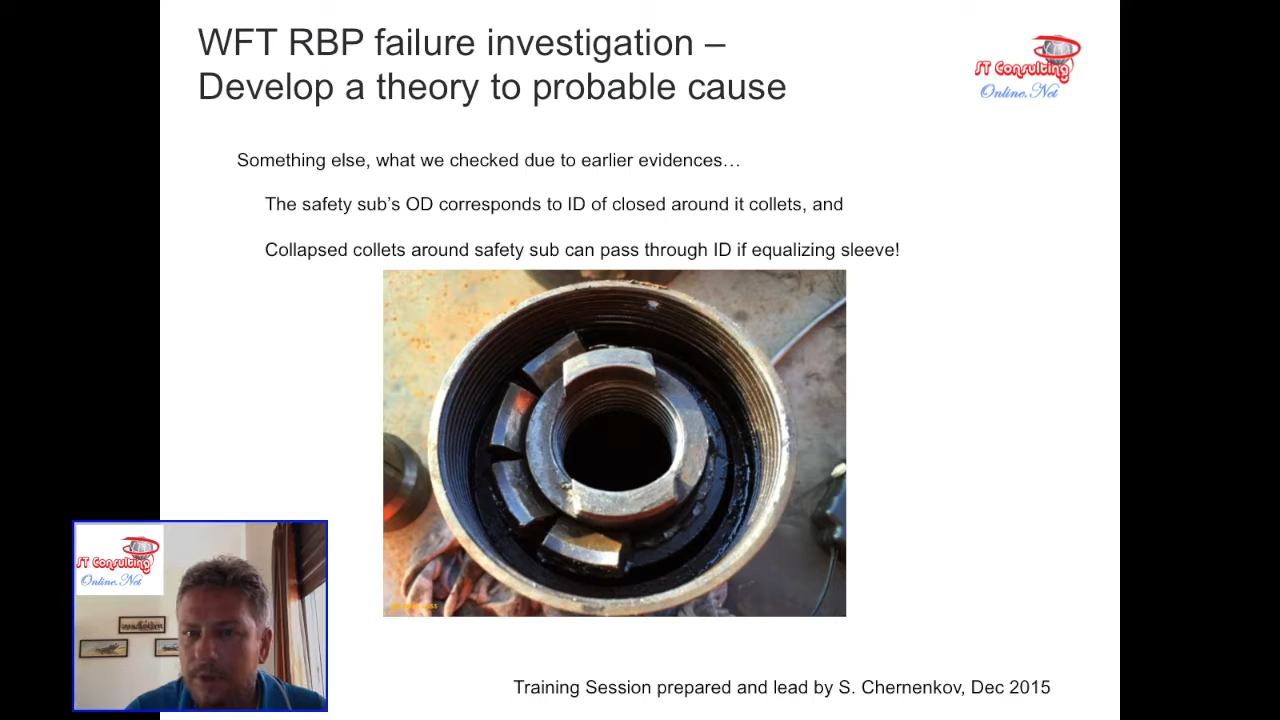 WFT RBP failure investigation –
Develop a theory to probable cause
ST Consulting
Online.Net
Something else, what we checked due to earlier evidences…
The safety sub’s OD corresponds to ID of closed around it collets, and
Collapsed collets around safety sub can pass through ID if equalizing sleeve!
ST Consulting
Online.Net
Training Session prepared and lead by S. Chernenkov, Dec 2015